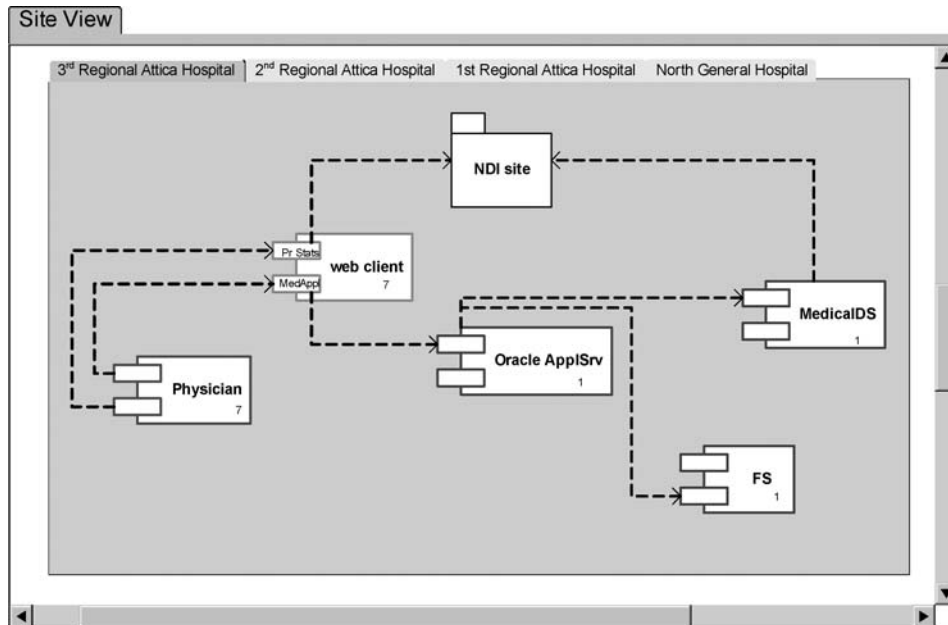 Site View
3rd Regional Attica Hospital 2nd Regional Attica Hospital 1st Regional Attica Hospital North General Hospital
NDI site
Pr Stats
web client
MedAppl
7
MedicalDS
1
Oracle ApplSrv
1
Physician
7
FS
1